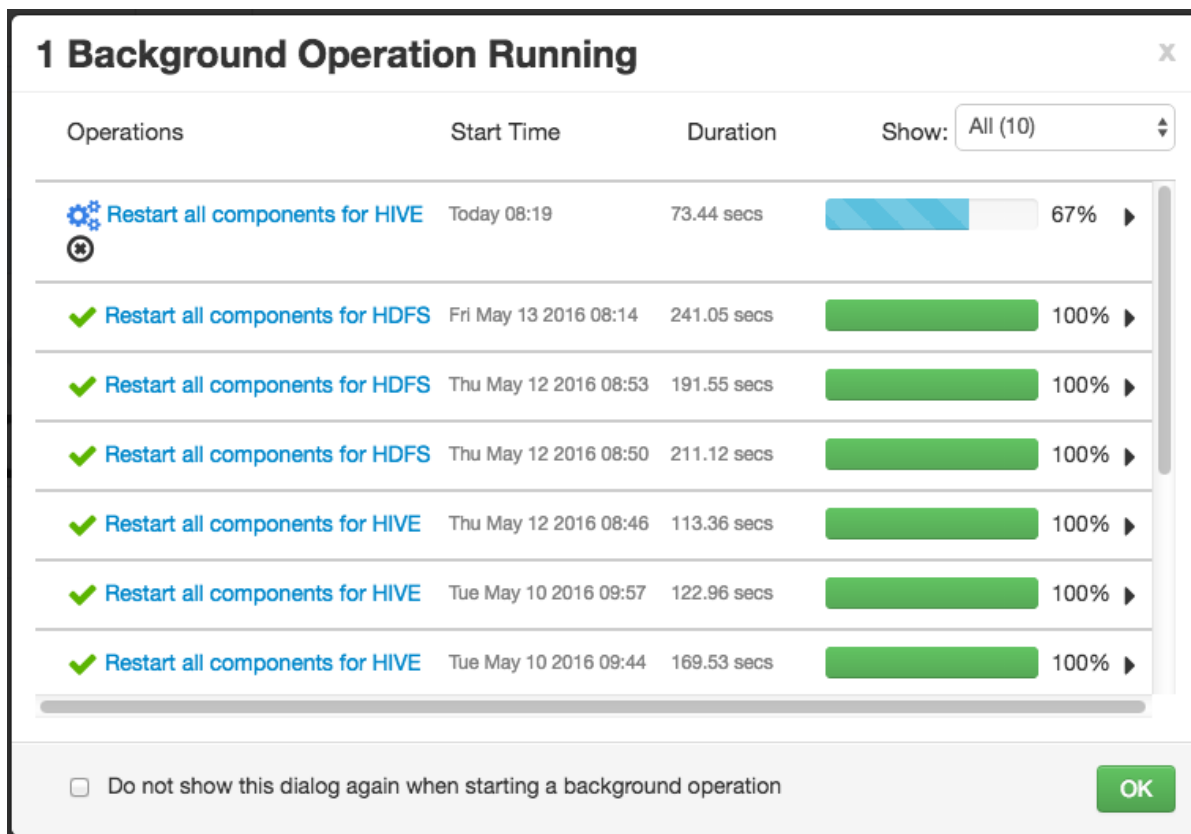 1 Background Operation Running x
Operations Start Time Duration Show: All (10)
Restart all components for HIVE Today 08:19 73.44 secs 67%
Restart all components for HDFS Fri May 13 2016 08:14 241.05 secs 100%
Restart all components for HDFS Thu May 12 2016 08:53 191.55 secs 100%
Restart all components for HDFS Thu May 12 2016 08:50 211.12 secs 100%
Restart all components for HIVE Thu May 12 2016 08:46 113.36 secs 100%
Restart all components for HIVE Tue May 10 2016 09:57 122.96 secs 100%
Restart all components for HIVE Tue May 10 2016 09:44 169.53 secs 100%
Do not show this dialog again when starting a background operation OK